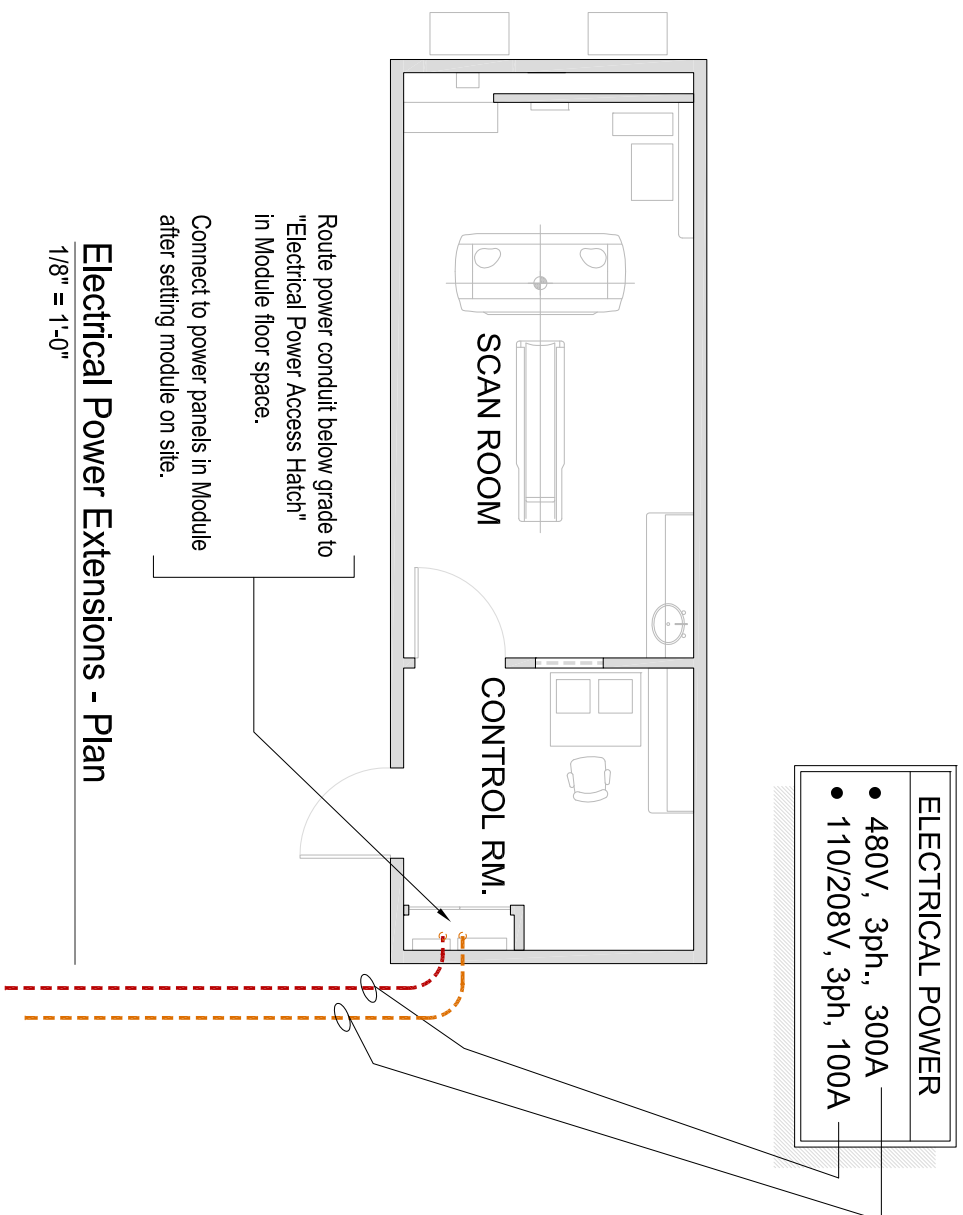 ELECTRICAL POWER
● 480V, 3ph., 300A
● 110/208V, 3ph, 100A
SCAN ROOM
CONTROL RM.
Route power conduit below grade to
"Electrical Power Access Hatch"
in Module floor space.
Connect to power panels in Module
after setting module on site.
Electrical Power Extensions - Plan
1/8" = 1'-0"